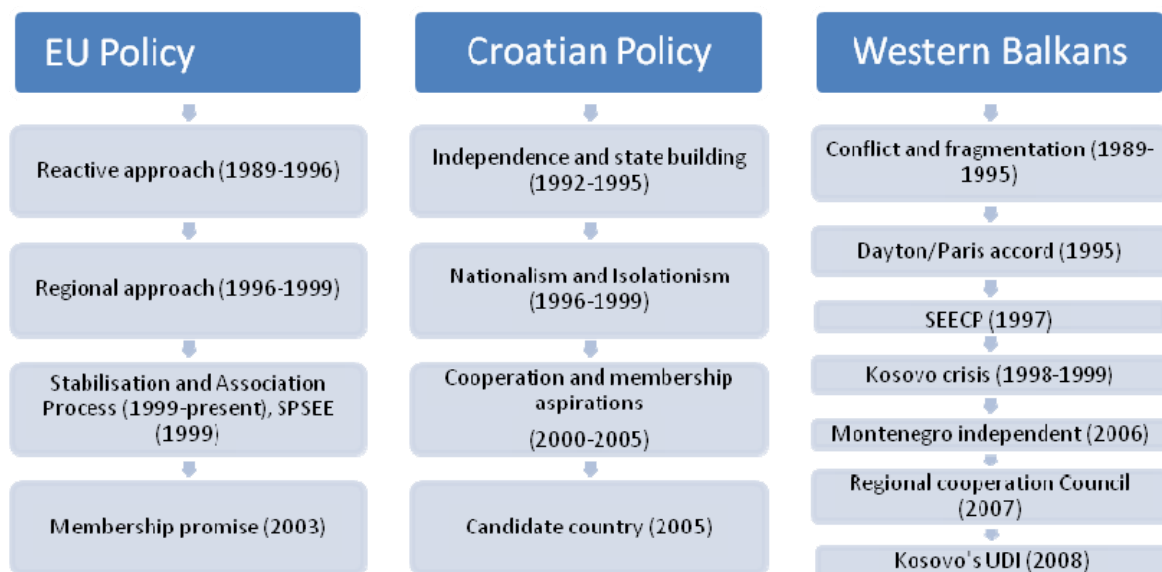 EU Policy
Reactive approach (1989-1996)
Regional approach (1996-1999)
Stabilisation and Association
Process (1999-present), SPSEE
(1999)
Membership promise (2003)
Croatian Policy
Independence and state building
(1992-1995)
Nationalism and Isolationism
(1996-1999)
Cooperation and membership
aspirations
(2000-2005)
Candidate country (2005)
Western Balkans
Conflict and fragmentation (1989-
1995)
Dayton/Paris accord (1995)
SEECP (1997)
Kosovo crisis (1998-1999)
Montenegro independent (2006)
Regional cooperation Council
(2007)
Kosovo's UDI (2008)